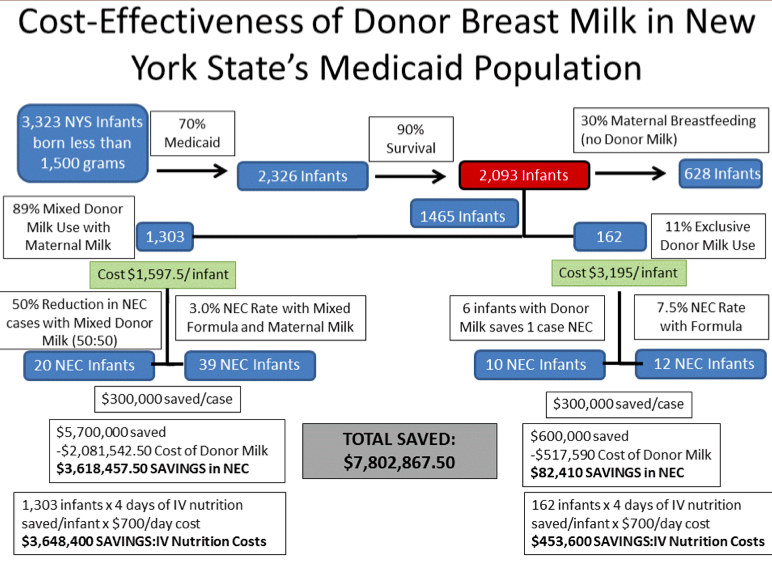 Cost-Effectiveness of Donor Breast Milk in New
York State's Medicaid Population
3,323 NYS Infants
born less than
1,500 grams
70%
Medicaid
2,326 Infants
90%
Survival
2,093 Infants
30% Maternal Breastfeeding
(no Donor Milk)
628 Infants
89% Mixed Donor
Milk Use with
Maternal Milk
1,303
1465 Infants
162
11% Exclusive
Donor Milk Use
Cost $1,597.5/infant
Cost $3,195/infant
50% Reduction in NEC
cases with Mixed Donor
Milk (50:50)
3.0% NEC Rate with Mixed
Formula and Maternal Milk
6 infants with Donor
Milk saves 1 case NEC
7.5% NEC Rate
with Formula
20 NEC Infants
39 NEC Infants
10 NEC Infants
12 NEC Infants
$300,000 saved/case
$300,000 saved/case
$5,700,000 saved
-$2,081,542.50 Cost of Donor Milk
$3,618,457.50 SAVINGS in NEC
TOTAL SAVED:
$7,802,867.50
$600,000 saved
-$517,590 Cost of Donor Milk
$82,410 SAVINGS in NEC
1,303 infants x 4 days of IV nutrition
saved/infant x $700/day cost
$3,648,400 SAVINGS:IV Nutrition Costs
162 infants x 4 days of IV nutrition
saved/infant x $700/day cost
$453,600 SAVINGS:IV Nutrition Costs